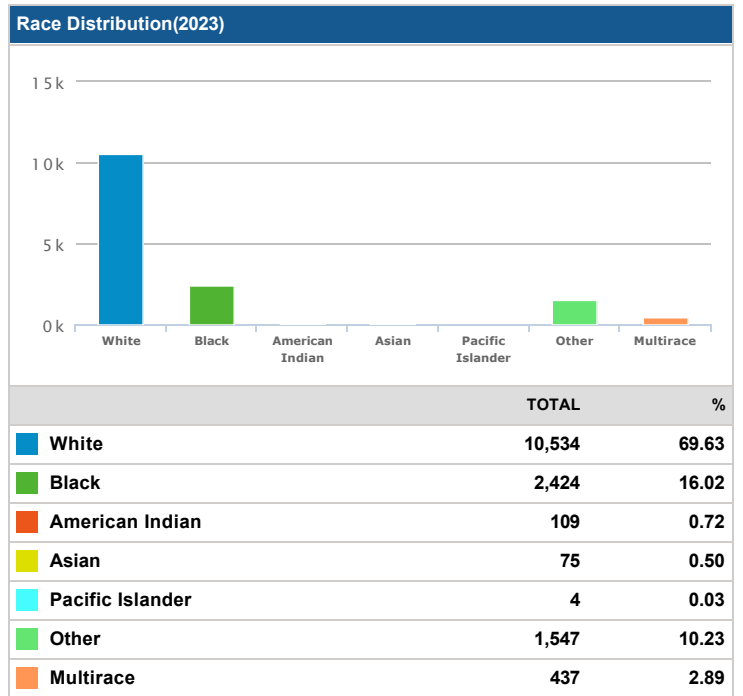 Race Distribution(2023)
15k
10k
5k
0k
White Black American Indian Asian Pacific Islander Other Multirace
TOTAL %
White 10,534 69.63
Black 2,424 16.02
American Indian 109 0.72
Asian 75 0.50
Pacific Islander 4 0.03
Other 1,547 10.23
Multirace 437 2.89